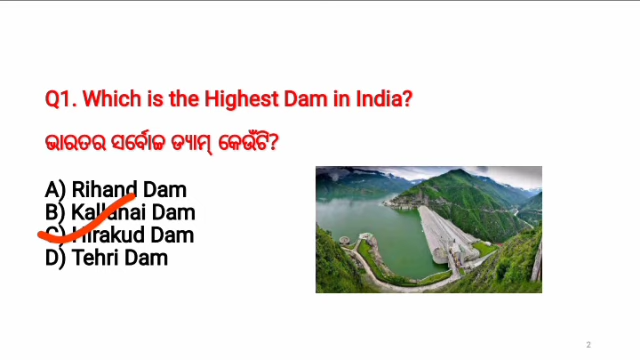 Q1. Which is the Highest Dam in India?
ଭାରତର ସର୍ବୋଚ୍ଚ ଡ୍ୟାମ୍ କେଉଁଟି?
A) Rihand Dam
B) Kallanai Dam
C) Hirakud Dam
D) Tehri Dam
2